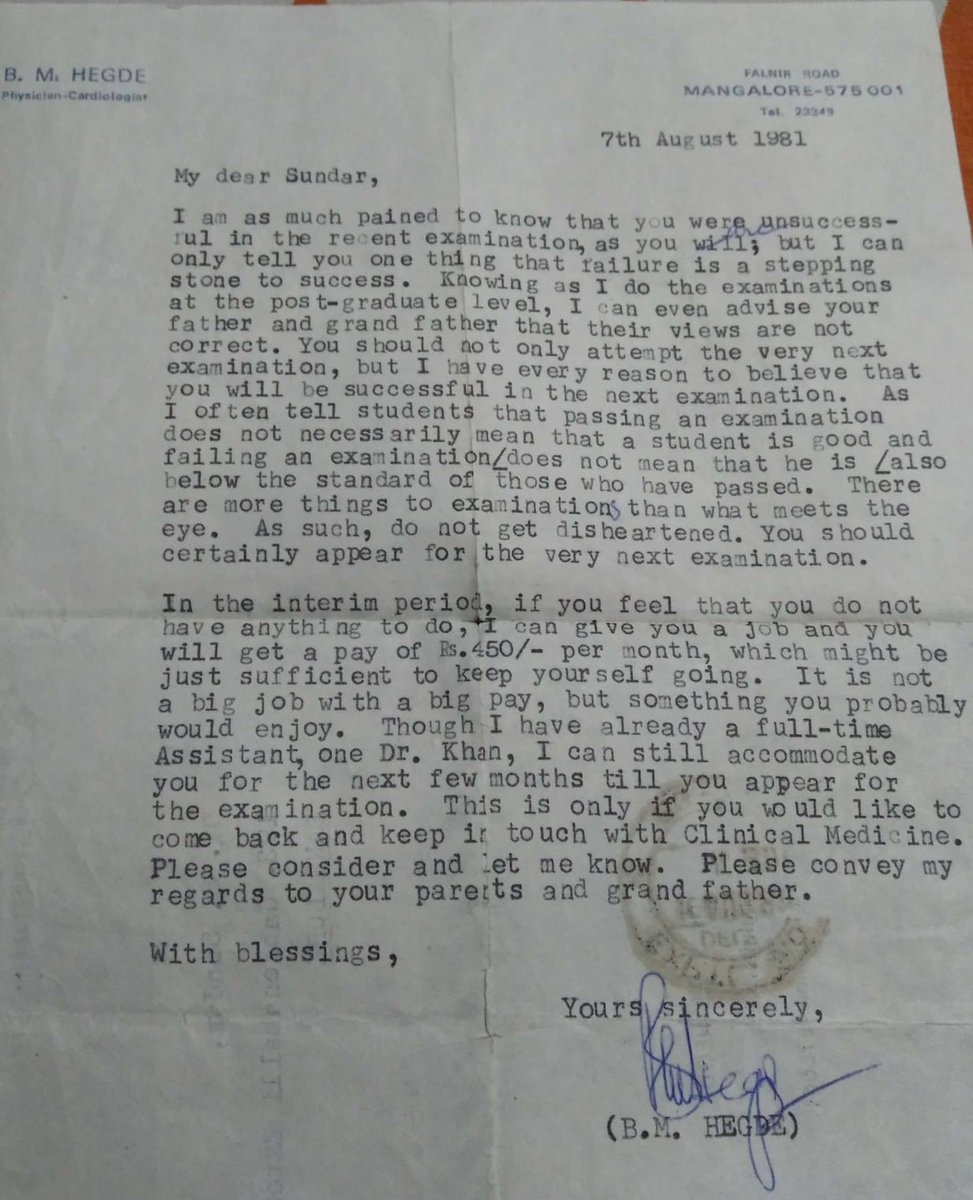 B. M. HEGDE
Physician-Cardiologist
FALNIR ROAD
MANGALORE-575 001
Tel. 23349
7th August 1981
My dear Sundar,
I am as much pained to know that you were unsuccess-
ful in the recent examination, as you are; but I can
only tell you one thing that failure is a stepping
stone to success. Knowing as I do the examinations
at the post-graduate level, I can even advise your
father and grand father that their views are not
correct. You should not only attempt the very next
examination, but I have every reason to believe that
you will be successful in the next examination. As
I often tell students that passing an examination
does not necessarily mean that a student is good and
failing an examination/does not mean that he is /also
below the standard of those who have passed. There
are more things to examinations than what meets the
eye. As such, do not get disheartened. You should
certainly appear for the very next examination.
In the interim period, if you feel that you do not
have anything to do, I can give you a job and you
will get a pay of Rs.450/- per month, which might be
just sufficient to keep yourself going. It is not
a big job with a big pay, but something you probably
would enjoy. Though I have already a full-time
Assistant, one Dr. Khan, I can still accommodate
you for the next few months till you appear for
the examination. This is only if you would like to
come back and keep in touch with Clinical Medicine.
Please consider and let me know. Please convey my
regards to your parents and grand father.
With blessings,
Yours sincerely,
(B.M. HEGDE)